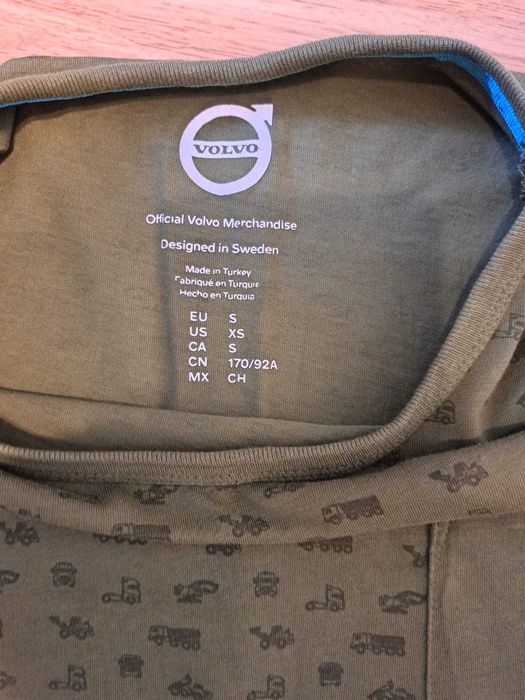 VOLVO
Official Volvo Merchandise
Designed in Sweden
Made in Turkey
Fabriqué en Turquie
Hecho en Turquia
EU S
US XS
CA S
CN 170/92A
MX CH